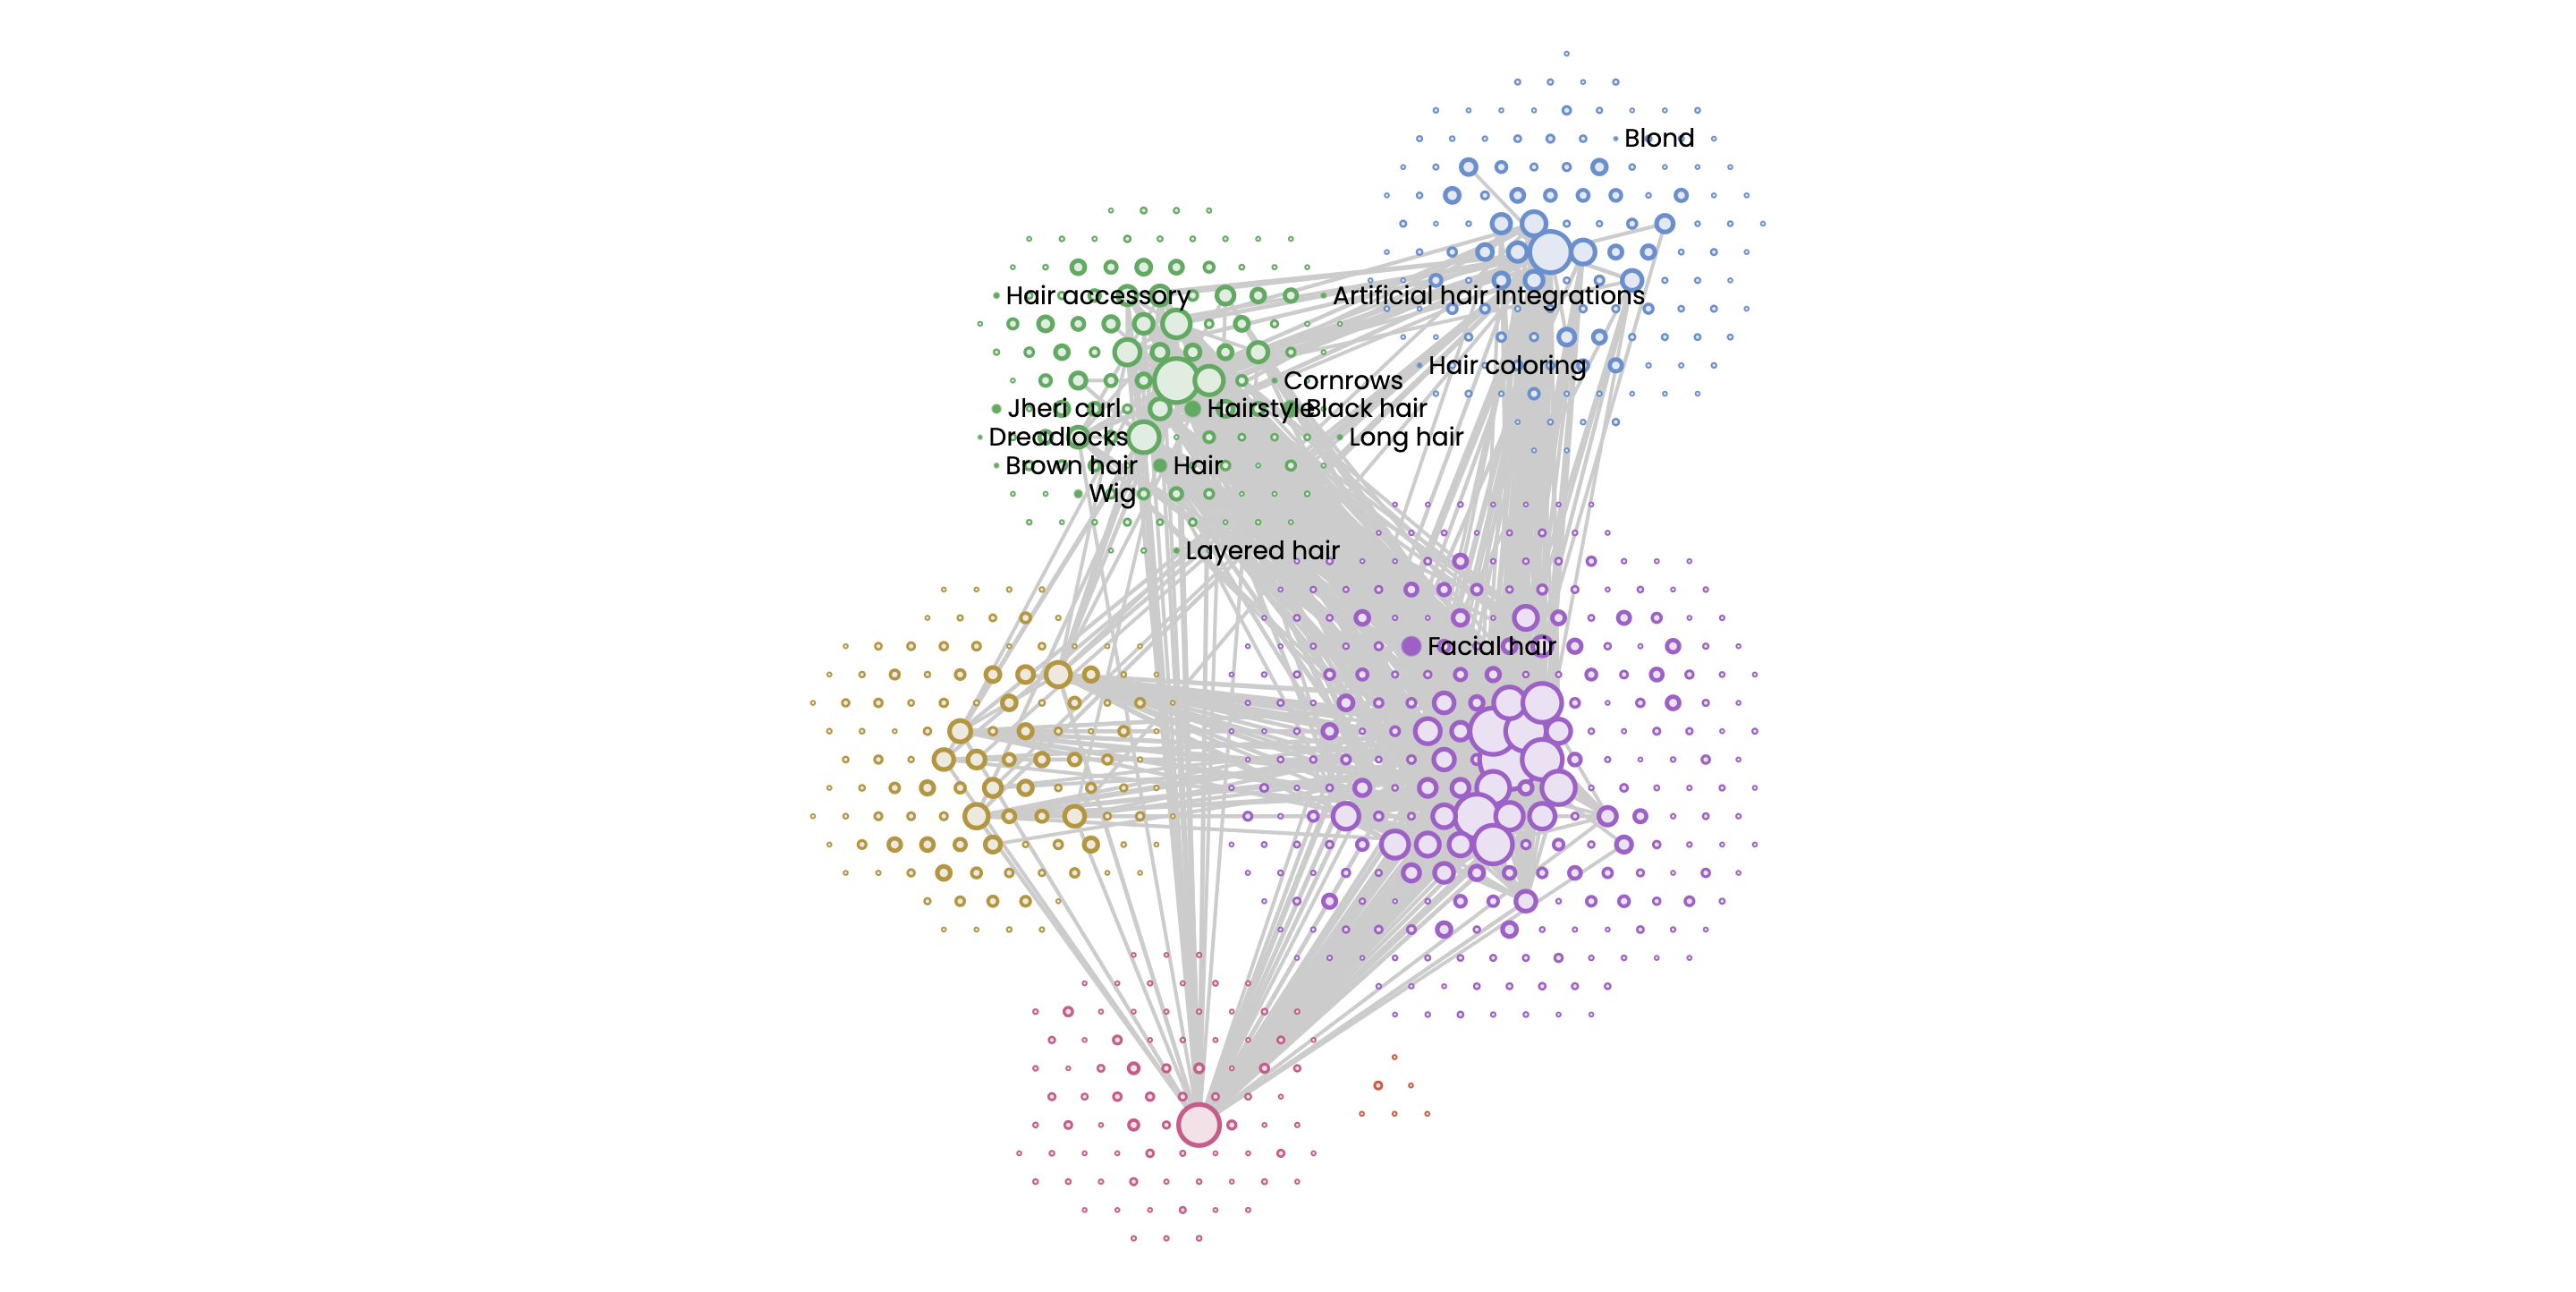 Blond
Hair accessory
Artificial hair integrations
Hair coloring
Cornrows
Jheri curl
Hairstyle
Black hair
Dreadlocks
Long hair
Brown hair
Hair
Wig
Layered hair
Facial hair